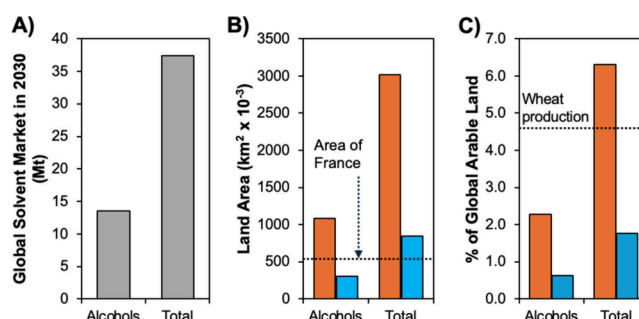 A)
Global Solvent Market in 2030
(Mt)
40
35
30
25
20
15
10
5
0
Alcohols Total
B)
Land Area (km² x 10⁻³)
3500
3000
2500
2000
1500
1000
500
0
Area of
France
Alcohols Total
C)
% of Global Arable Land
7.0
6.0
5.0
4.0
3.0
2.0
1.0
0.0
Wheat
production
Alcohols Total